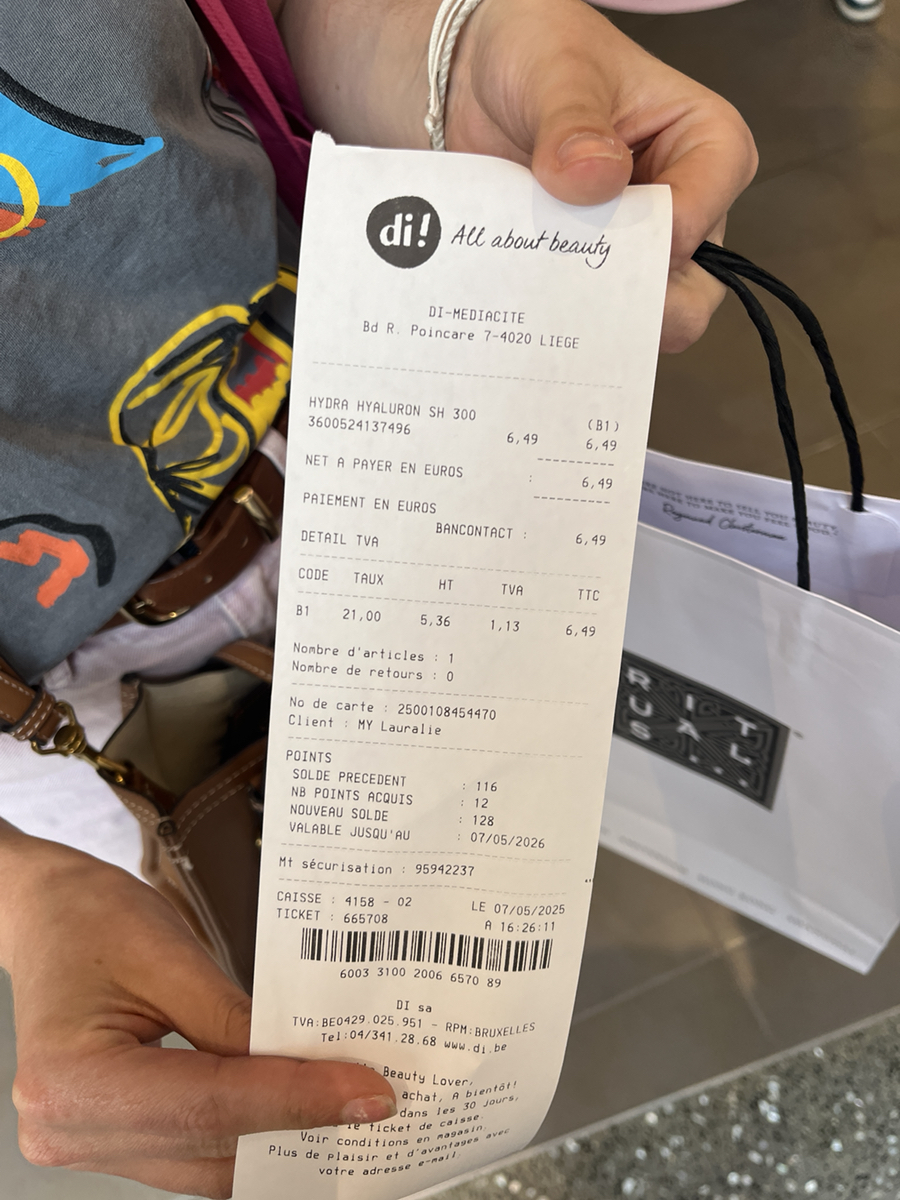 di! All about beauty
DI-MEDIACITE
Bd R. Poincare 7-4020 LIEGE
HYDRA HYALURON SH 300 (B1)
3600524137496 6,49 6,49
NET A PAYER EN EUROS : 6,49
PAIEMENT EN EUROS
BANCONTACT : 6,49
DETAIL TVA
CODE TAUX HT TVA TTC
B1 21,00 5,36 1,13 6,49
Nombre d'articles : 1
Nombre de retours : 0
No de carte : 2500108454470
Client : MY Lauralie
POINTS
SOLDE PRECEDENT : 116
NB POINTS ACQUIS : 12
NOUVEAU SOLDE : 128
VALABLE JUSQU'AU : 07/05/2026
Mt sécurisation : 95942237
CAISSE : 4158 - 02 LE 07/05/2025
TICKET : 665708 A 16:26:11
6003 3100 2006 6570 89
DI sa
TVA:BE0429.025.951 - RPM:BRUXELLES
Tel:04/341.28.68 www.di.be
Beauty Lover,
achat, A bientôt!
dans les 30 jours,
le ticket de caisse.
Voir conditions en magasin.
Plus de plaisir et d'avantages avec
votre adresse e-mail.
RIT
UAL
S...